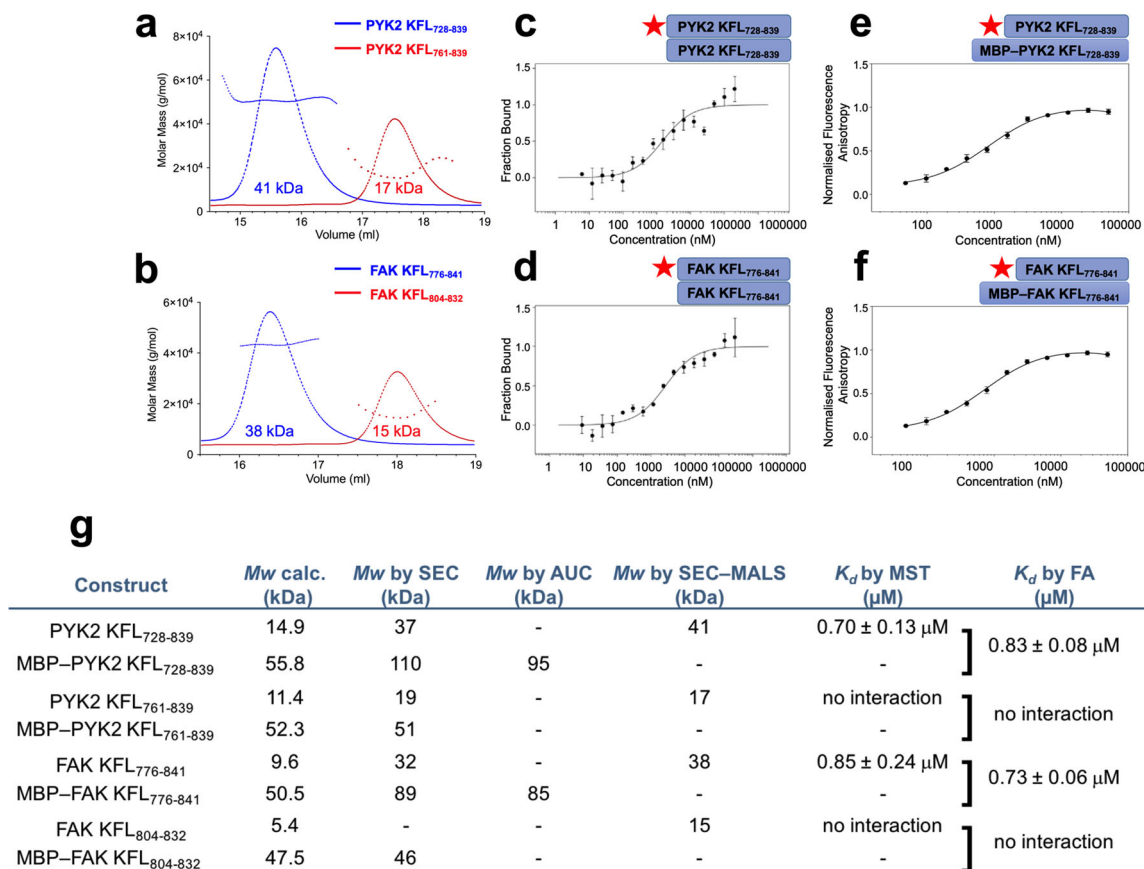 a
PYK2 KFL728-839
PYK2 KFL761-839
Molar Mass (g/mol)
8×10⁴
6×10⁴
4×10⁴
2×10⁴
0
41 kDa
17 kDa
15 16 17 18 19
Volume (ml)
b
FAK KFL776-841
FAK KFL804-832
Molar Mass (g/mol)
6×10⁴
4×10⁴
2×10⁴
0
38 kDa
15 kDa
16 17 18 19
Volume (ml)
c
PYK2 KFL728-839
PYK2 KFL728-839
Fraction Bound
1.5
1.0
0.5
0.0
1 10 100 1000 10000 100000 1000000
Concentration (nM)
d
FAK KFL776-841
FAK KFL776-841
Fraction Bound
1.5
1.0
0.5
0.0
1 10 100 1000 10000 100000 1000000
Concentration (nM)
e
PYK2 KFL728-839
MBP–PYK2 KFL728-839
Normalised Fluorescence
Anisotropy
1.5
1.0
0.5
0.0
100 1000 10000 100000
Concentration (nM)
f
FAK KFL776-841
MBP–FAK KFL776-841
Normalised Fluorescence
Anisotropy
1.5
1.0
0.5
0.0
100 1000 10000 100000
Concentration (nM)
g
Construct Mw calc. (kDa) Mw by SEC (kDa) Mw by AUC (kDa) Mw by SEC–MALS (kDa) Kd by MST (µM) Kd by FA (µM)
PYK2 KFL728-839 14.9 37 - 41 0.70 ± 0.13 µM
0.83 ± 0.08 µM
MBP–PYK2 KFL728-839 55.8 110 95 - -
PYK2 KFL761-839 11.4 19 - 17 no interaction
no interaction
MBP–PYK2 KFL761-839 52.3 51 - - -
FAK KFL776-841 9.6 32 - 38 0.85 ± 0.24 µM
0.73 ± 0.06 µM
MBP–FAK KFL776-841 50.5 89 85 - -
FAK KFL804-832 5.4 - - 15 no interaction
no interaction
MBP–FAK KFL804-832 47.5 46 - - -